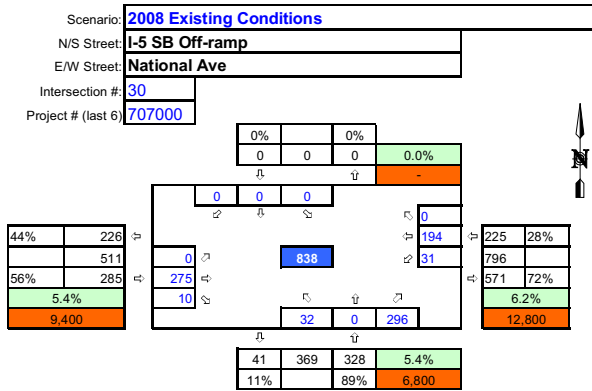 Scenario: 2008 Existing Conditions
N/S Street: I-5 SB Off-ramp
E/W Street: National Ave
Intersection #: 30
Project # (last 6) 707000
0% 0%
0 0 0 0.0%
⇩ ⇧ -
N
0 0 0
⬃ ⇩ ⬂
⬁ 0
44% 226 ⇦ ⇦ 194 ⇦ 225 28%
511 0 ⬀ 838 ⬃ 31 796
56% 285 ⇨ 275 ⇨ ⇨ 571 72%
5.4% 10 ⬂ ⬁ ⇧ ⬀ 6.2%
9,400 32 0 296 12,800
⇩ ⇧
41 369 328 5.4%
11% 89% 6,800